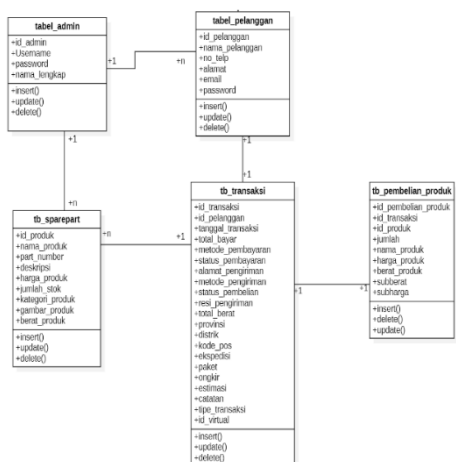 tabel_admin
+id_admin
+Username
+password
+nama_lengkap
+insert()
+update()
+delete()
tabel_pelanggan
+id_pelanggan
+nama_pelanggan
+no_telp
+alamat
+email
+password
+insert()
+update()
+delete()
+1
+n
+1
+n
+1
+1
tb_sparepart
+id_produk
+nama_produk
+part_number
+deskripsi
+harga_produk
+jumlah_stok
+kategori_produk
+gambar_produk
+berat_produk
+insert()
+update()
+delete()
+n
+1
tb_transaksi
+id_transaksi
+id_pelanggan
+tanggal_transaksi
+total_bayar
+metode_pembayaran
+status_pembayaran
+alamat_pengiriman
+metode_pengiriman
+status_pembelian
+resi_pengiriman
+total_berat
+provinsi
+distrik
+kode_pos
+ekspedisi
+paket
+ongkir
+estimasi
+catatan
+tipe_transaksi
+id_virtual
+insert()
+update()
+delete()
+1
+1
tb_pembelian_produk
+id_pembelian_produk
+id_transaksi
+id_produk
+jumlah
+nama_produk
+harga_produk
+berat_produk
+subberat
+subharga
+insert()
+delete()
+update()